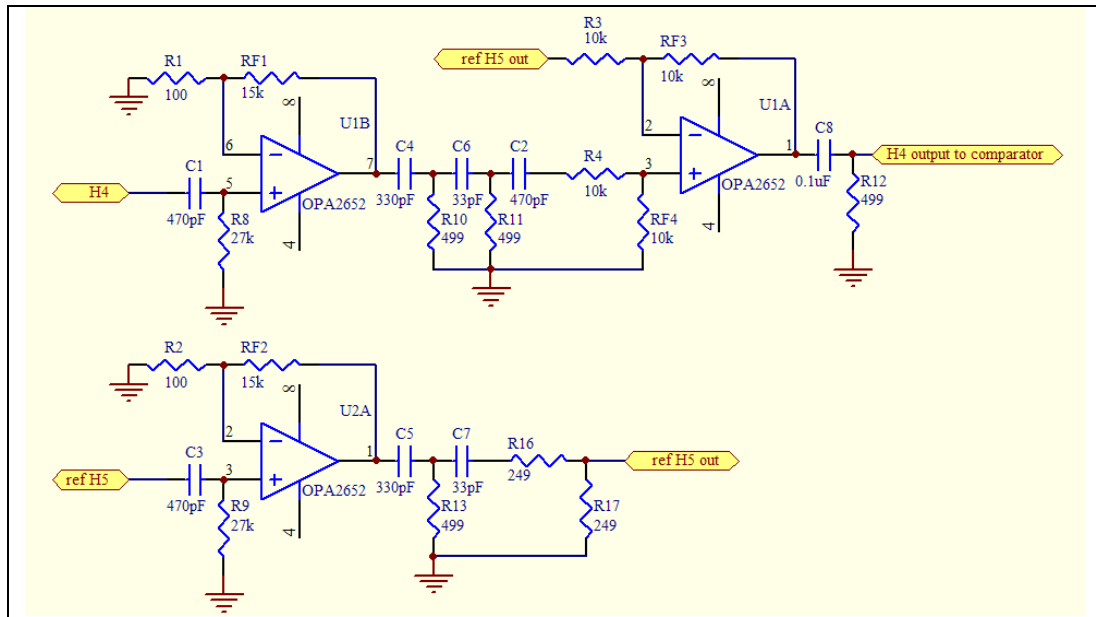 R3
10k
ref H5 out
RF3
10k
R1
100
RF1
15k
8
U1A
8
U1B
2
1
C8
H4 output to comparator
0.1uF
3
OPA2652
R12
499
4
6
7
C4
330pF
C6
33pF
C2
470pF
R4
10k
H4
C1
470pF
5
OPA2652
R8
27k
4
R10
499
R11
499
RF4
10k
R2
100
RF2
15k
8
U2A
2
1
C5
330pF
C7
33pF
R16
249
ref H5 out
ref H5
C3
470pF
3
OPA2652
R9
27k
4
R13
499
R17
249